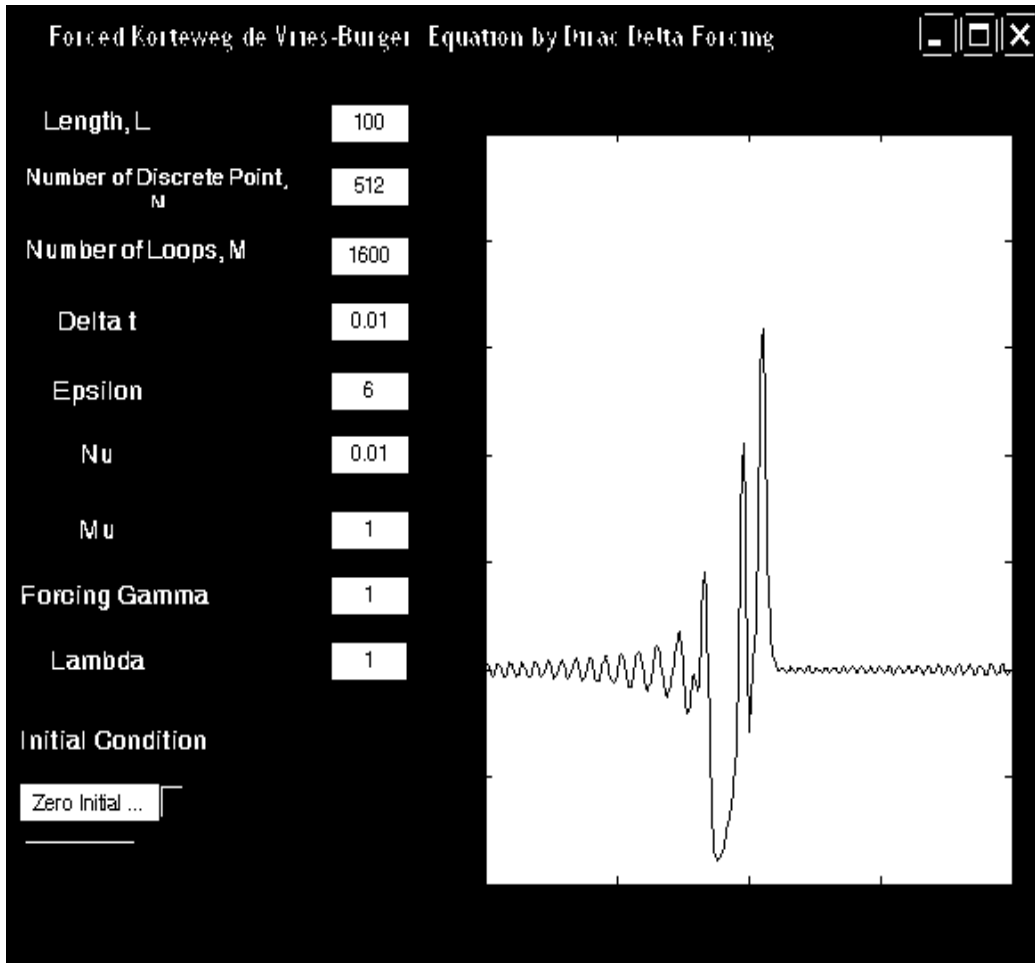 Forced Korteweg de Vries-Burger Equation by Dirac Delta Forcing
Length, L
100
Number of Discrete Point,
N
512
Number of Loops, M
1600
Delta t
0.01
Epsilon
6
Nu
0.01
Mu
1
Forcing Gamma
1
Lambda
1
Initial Condition
Zero Initial ...